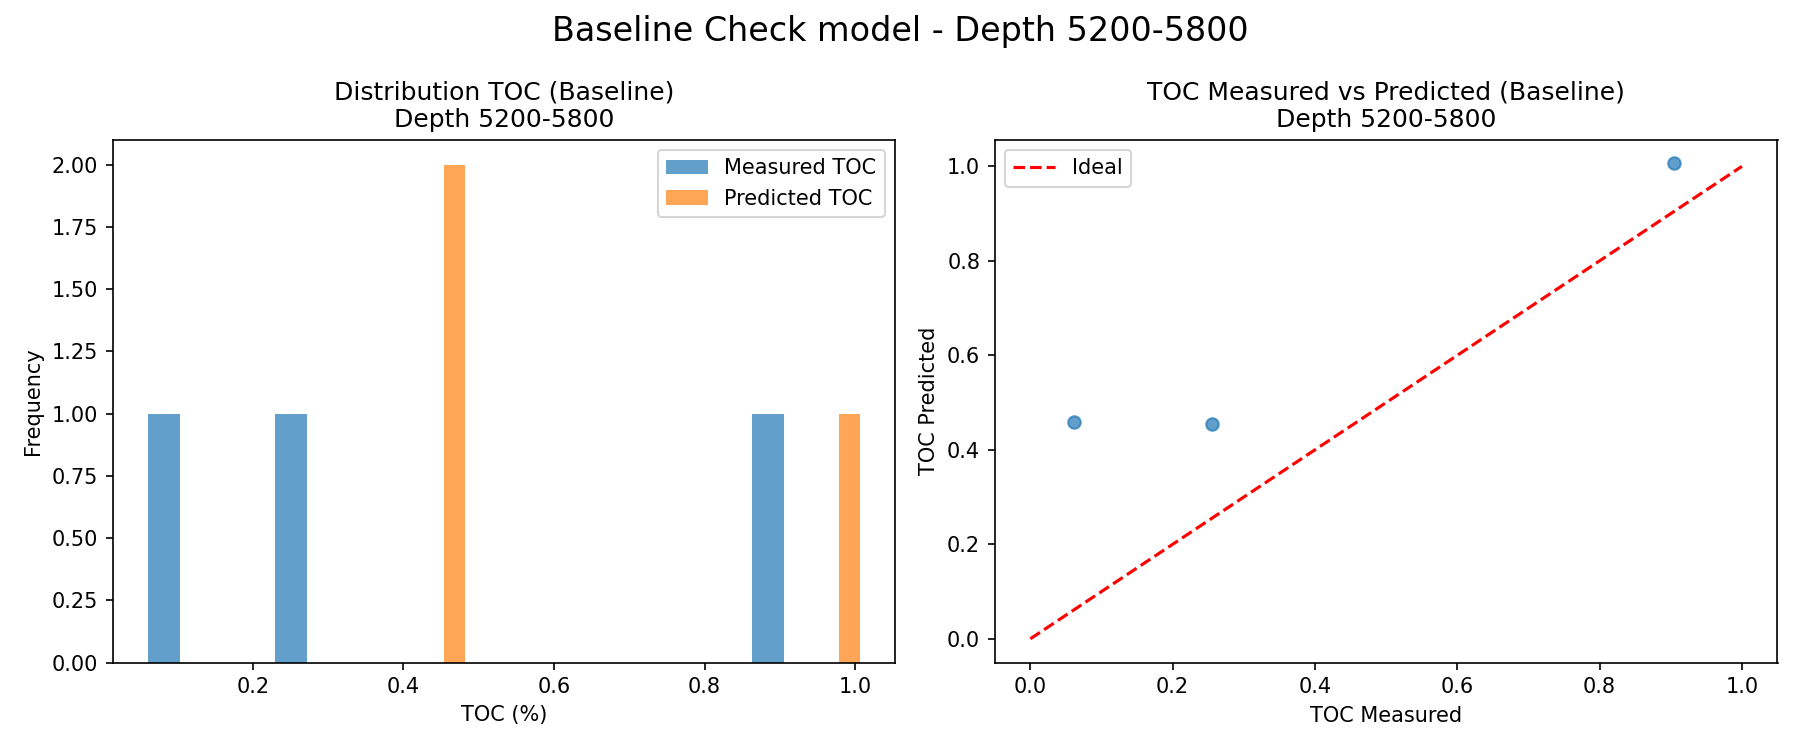 Baseline Check model - Depth 5200-5800
Distribution TOC (Baseline)
Depth 5200-5800
Measured TOC
Predicted TOC
2.00
1.75
1.50
1.25
1.00
0.75
0.50
0.25
0.00
Frequency
0.2
0.4
0.6
0.8
1.0
TOC (%)
TOC Measured vs Predicted (Baseline)
Depth 5200-5800
Ideal
1.0
0.8
0.6
0.4
0.2
0.0
TOC Predicted
0.0
0.2
0.4
0.6
0.8
1.0
TOC Measured